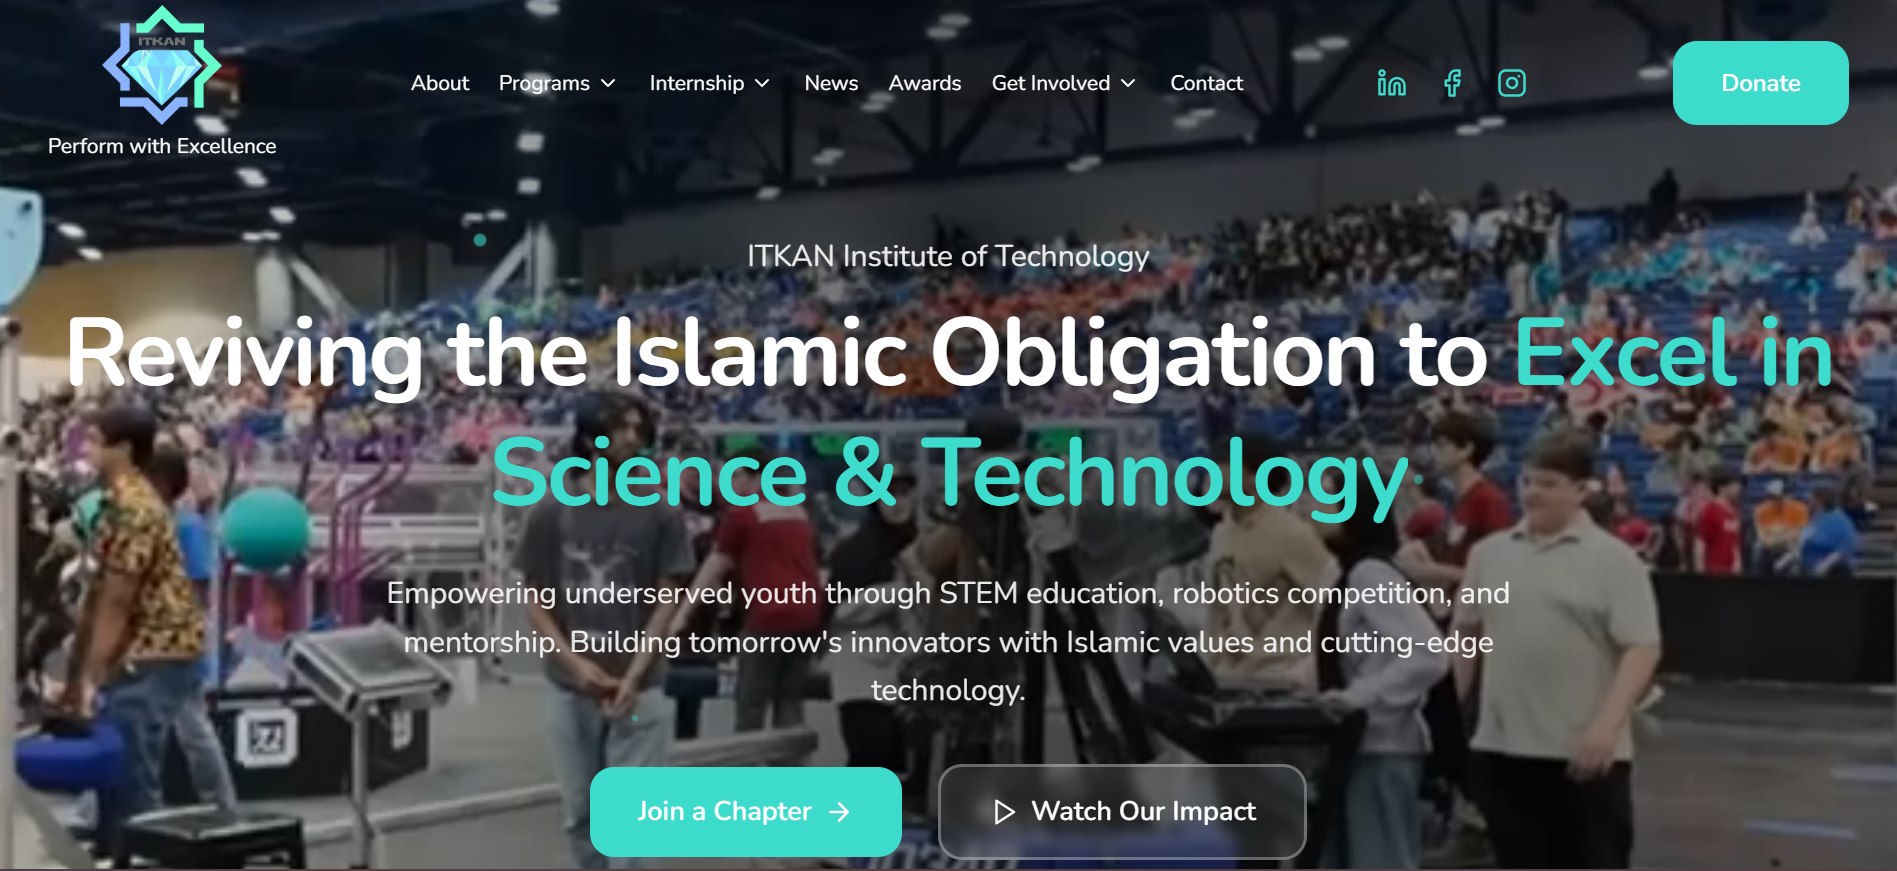 ITKAN
Perform with Excellence
About Programs Internship News Awards Get Involved Contact
Donate
ITKAN Institute of Technology
Reviving the Islamic Obligation to Excel in
Science & Technology
Empowering underserved youth through STEM education, robotics competition, and
mentorship. Building tomorrow's innovators with Islamic values and cutting-edge
technology.
Join a Chapter
Watch Our Impact